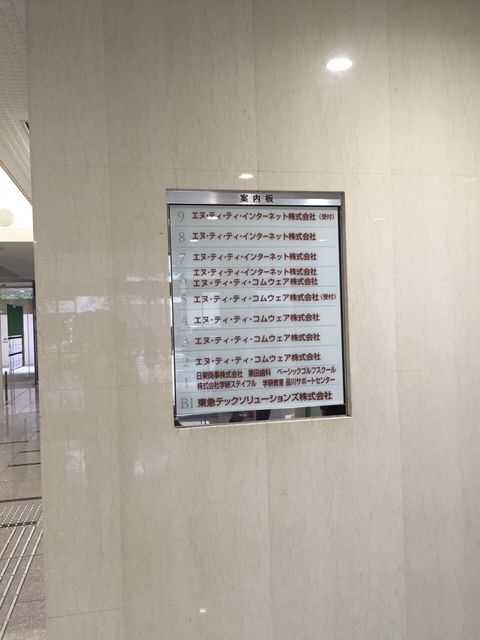 案内板
9 エヌ・ティ・ティ・インターネット株式会社(受付)
8 エヌ・ティ・ティ・インターネット株式会社
7 エヌ・ティ・ティ・インターネット株式会社
エヌ・ティ・ティ・インターネット株式会社
6 エヌ・ティ・ティ・コムウェア株式会社
5 エヌ・ティ・ティ・コムウェア株式会社(受付)
4 エヌ・ティ・ティ・コムウェア株式会社
3 エヌ・ティ・ティ・コムウェア株式会社
2 エヌ・ティ・ティ・コムウェア株式会社
日東商事株式会社 栗田歯科 ベーシックゴルフスクール
1 株式会社学研スティフル 学研教室 品川サポートセンター
B1 東急テックソリューションズ株式会社